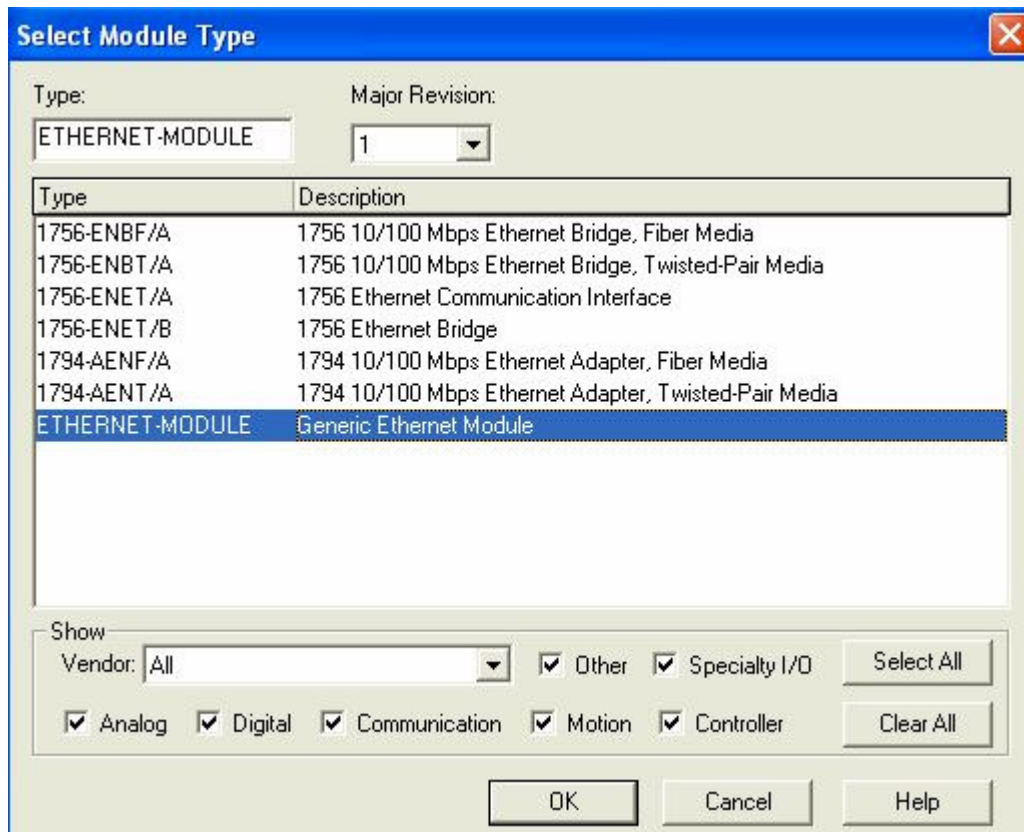 Select Module Type
Type: Major Revision:
ETHERNET-MODULE 1
Type Description
1756-ENBF/A 1756 10/100 Mbps Ethernet Bridge, Fiber Media
1756-ENBT/A 1756 10/100 Mbps Ethernet Bridge, Twisted-Pair Media
1756-ENET/A 1756 Ethernet Communication Interface
1756-ENET/B 1756 Ethernet Bridge
1794-AENF/A 1794 10/100 Mbps Ethernet Adapter, Fiber Media
1794-AENT/A 1794 10/100 Mbps Ethernet Adapter, Twisted-Pair Media
ETHERNET-MODULE Generic Ethernet Module
Show
Vendor: All Other Specialty I/O Select All
Analog Digital Communication Motion Controller Clear All
OK Cancel Help